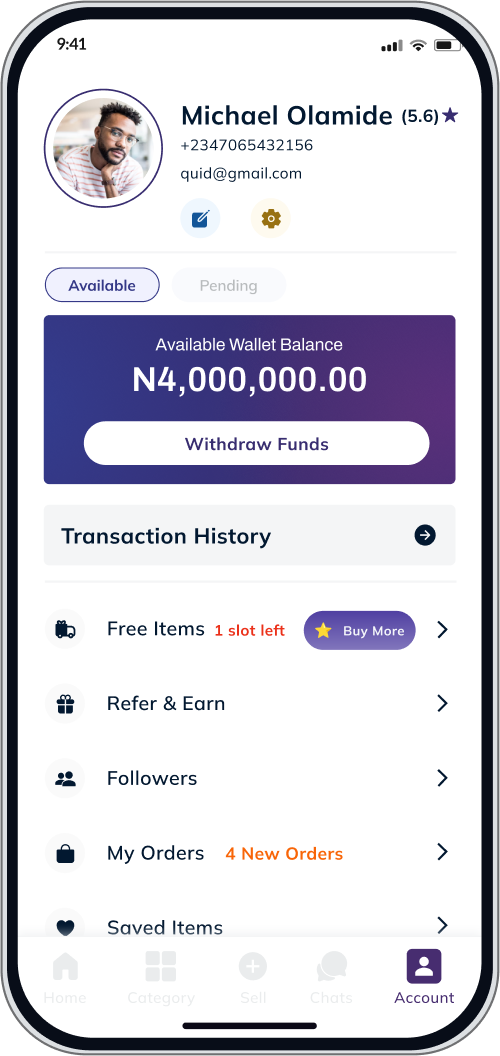 9:41
Michael Olamide (5.6)
+2347065432156
quid@gmail.com
Available Pending
Available Wallet Balance
N4,000,000.00
Withdraw Funds
Transaction History
Free Items 1 slot left Buy More
Refer & Earn
Followers
My Orders 4 New Orders
Saved Items
Home Category Sell Chats Account